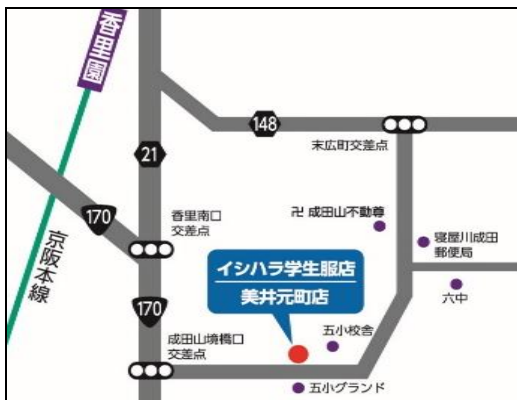 香里園
148
末広町交差点
21
170
香里南口
交差点
卍 成田山不動尊
寝屋川成田
郵便局
京阪本線
イシハラ学生服店
美井元町店
六中
170
成田山境橋口
交差点
五小校舎
五小グランド